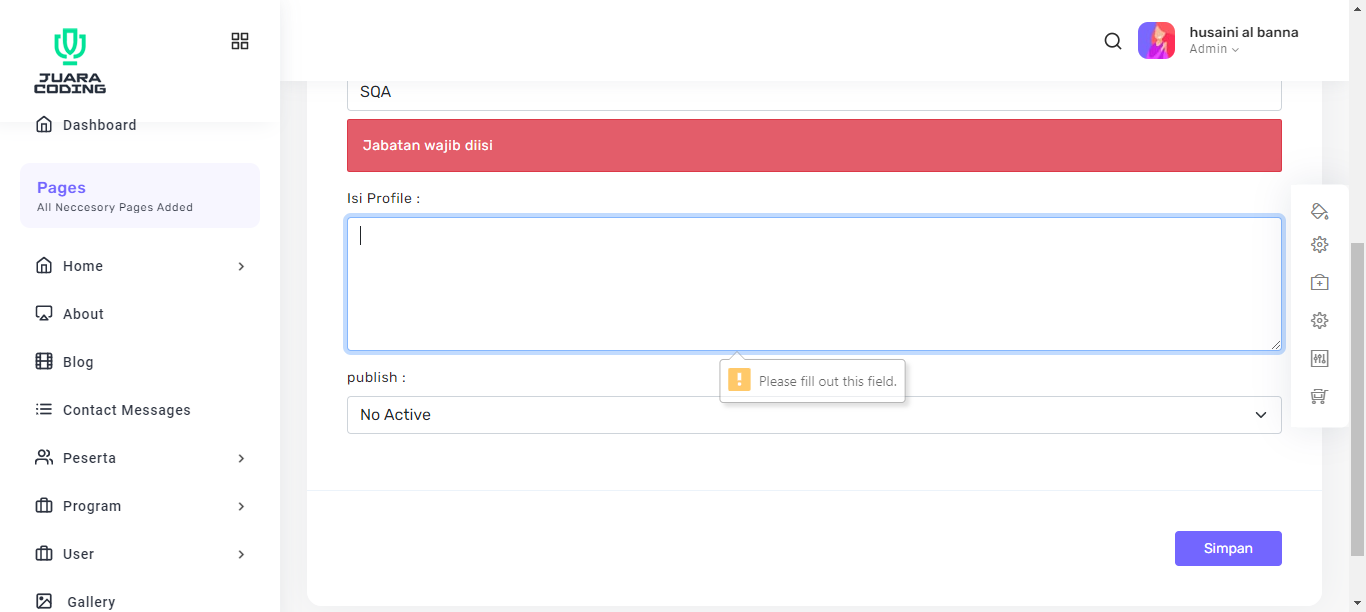 JUARA
CODING
husaini al banna
Admin
Dashboard
Pages
All Neccesory Pages Added
Home
About
Blog
Contact Messages
Peserta
Program
User
Gallery
SQA
Jabatan wajib diisi
Isi Profile :
Please fill out this field.
publish :
No Active
Simpan